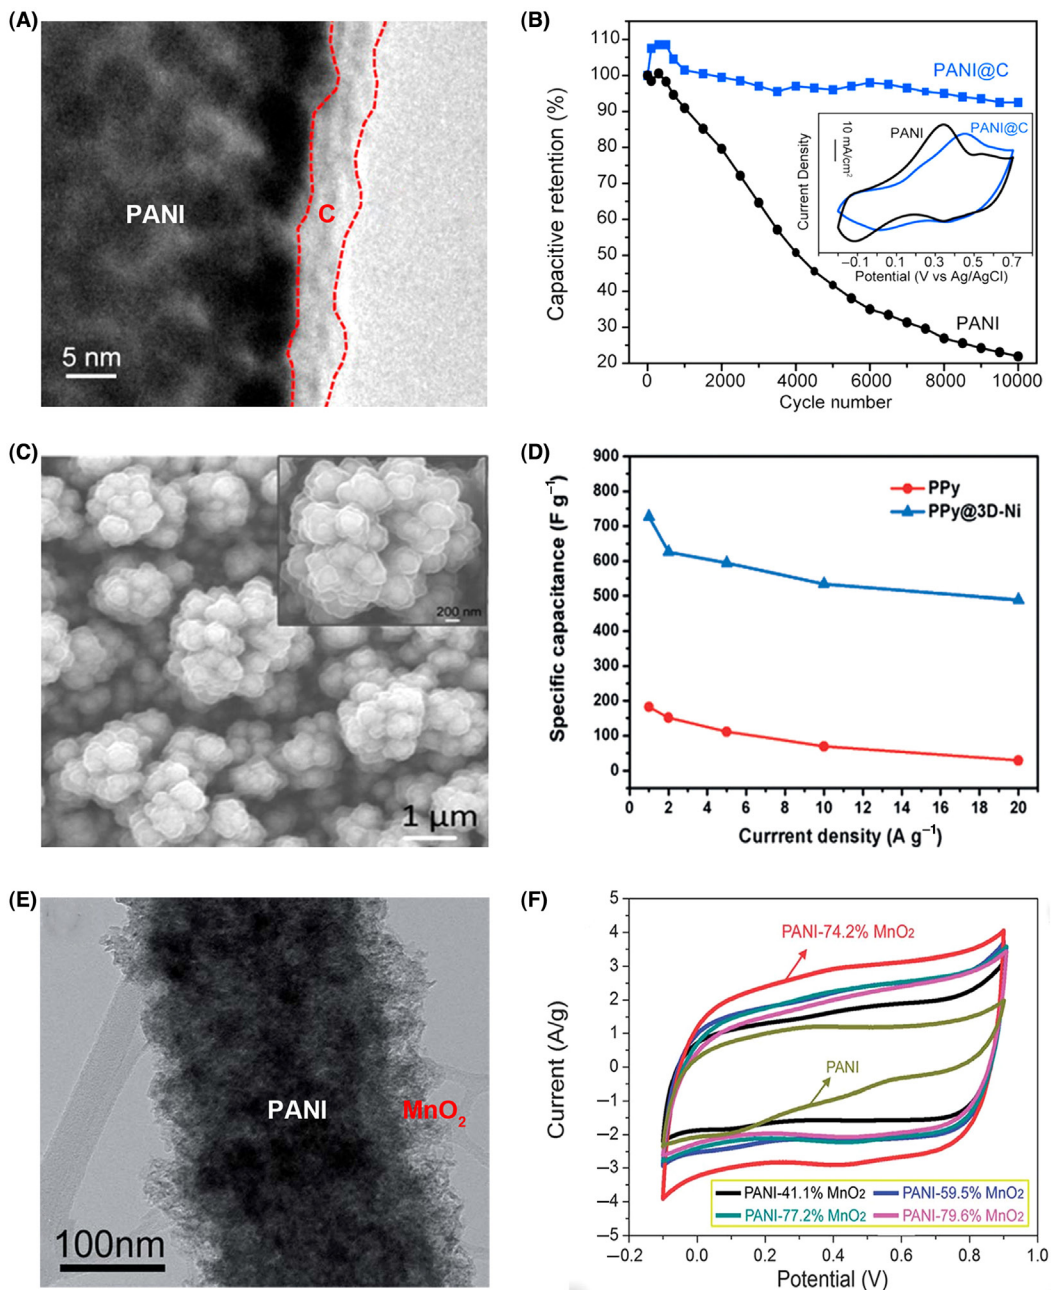 (A)
PANI
C
5 nm
(B)
Capacitive retention (%)
110
100
90
80
70
60
50
40
30
20
0
2000
4000
6000
8000
10000
Cycle number
PANI@C
PANI
10 mA/cm²
Current Density
PANI
PANI@C
−0.1
0.1
0.3
0.5
0.7
Potential (V vs Ag/AgCl)
(C)
200 nm
1 µm
(D)
Specific capacitance (F g⁻¹)
900
800
700
600
500
400
300
200
100
0
0
2
4
6
8
10
12
14
16
18
20
Currrent density (A g⁻¹)
PPy
PPy@3D-Ni
(E)
PANI
MnO₂
100nm
(F)
Current (A/g)
5
4
3
2
1
0
−1
−2
−3
−4
−5
PANI-74.2% MnO₂
PANI
PANI-41.1% MnO₂
PANI-59.5% MnO₂
PANI-77.2% MnO₂
PANI-79.6% MnO₂
−0.2
0.0
0.2
0.4
0.6
0.8
1.0
Potential (V)